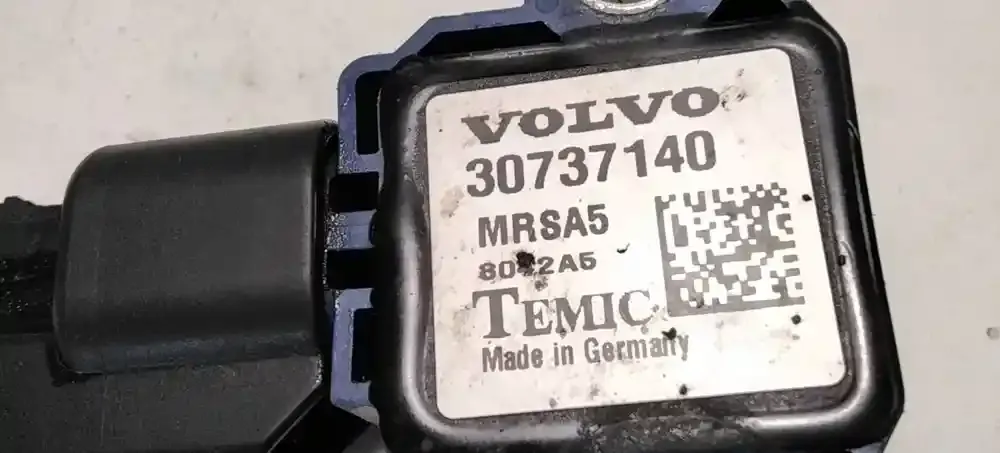 VOLVO
30737140
MRSA5
TEMIC
Made in Germany